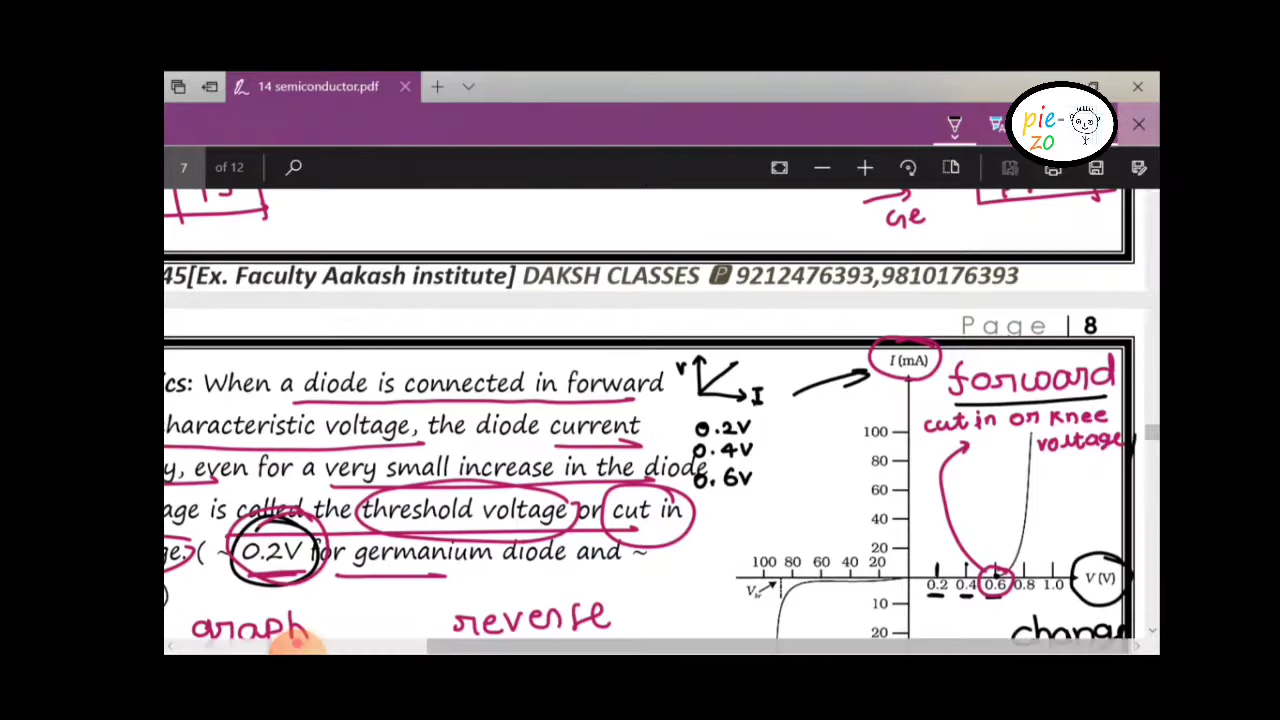 14 semiconductor.pdf
pie-
zo
7 of 12
Ge
45[Ex. Faculty Aakash institute] DAKSH CLASSES P 9212476393,9810176393
Page | 8
ics: When a diode is connected in forward
haracteristic voltage, the diode current
y, even for a very small increase in the diode
age is called the threshold voltage or cut in
ge. ( ~ 0.2V for germanium diode and ~
)
graph
reverse
V
I
0.2V
0.4V
0.6V
I (mA)
forward
cut in or knee
voltage
100
80
60
40
20
100 80 60 40 20
0.2 0.4 0.6 0.8 1.0 V (V)
Vbr
10
20
change